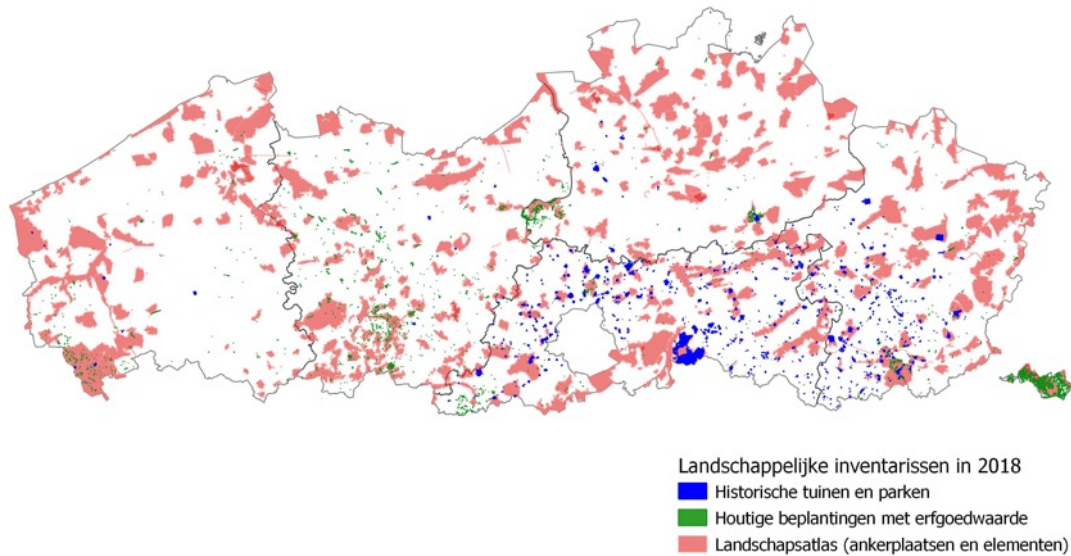 Landschappelijke inventarissen in 2018
Historische tuinen en parken
Houtige beplantingen met erfgoedwaarde
Landschapsatlas (ankerplaatsen en elementen)